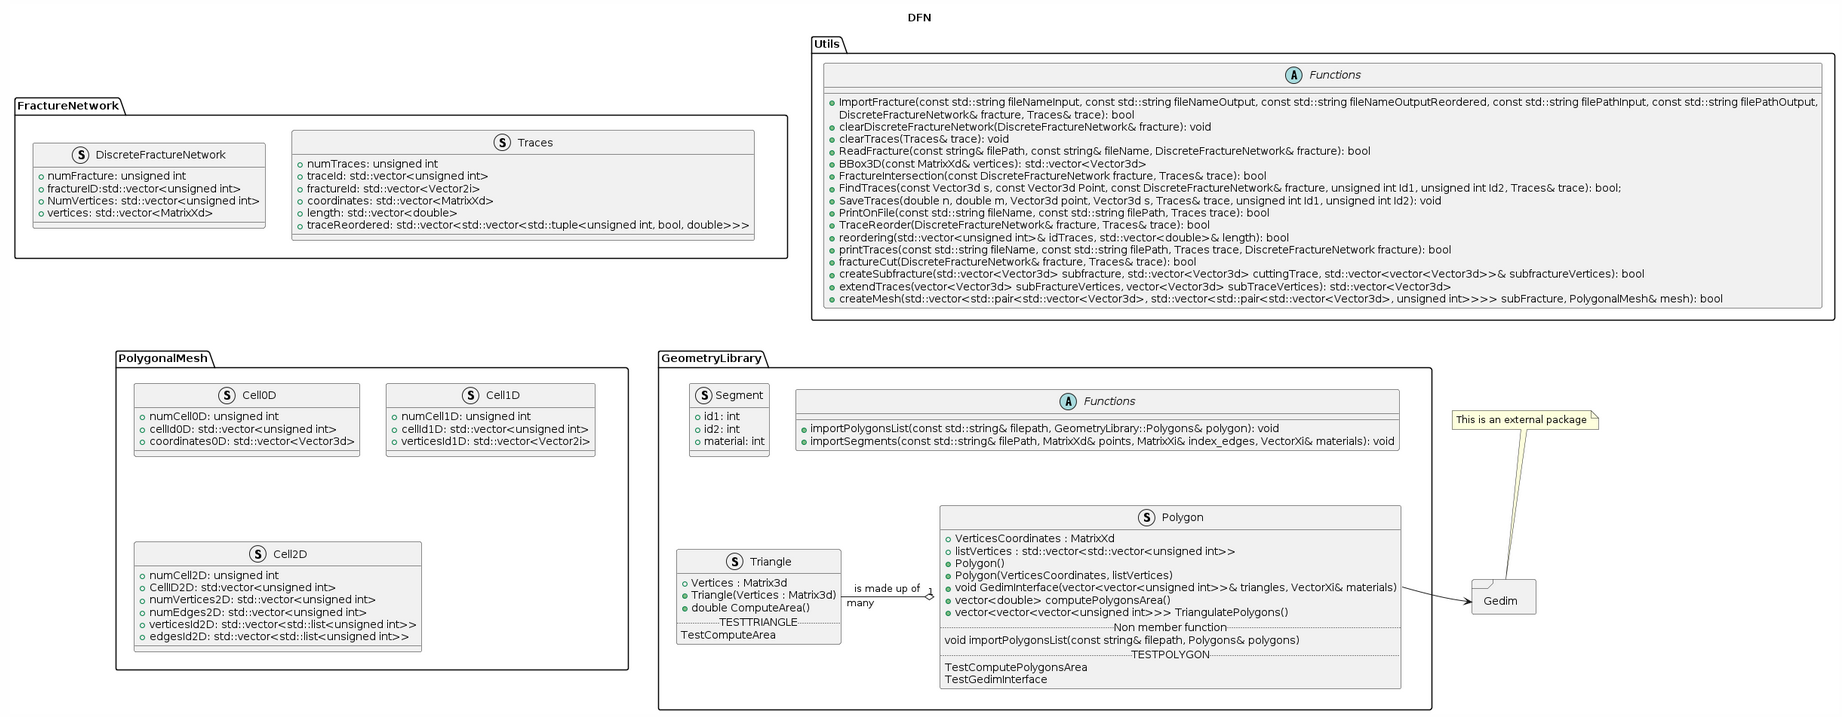 DFN
Utils
A Functions
ImportFracture(const std::string fileNameInput, const std::string fileNameOutput, const std::string fileNameOutputReordered, const std::string filePathInput, const std::string filePathOutput,
DiscreteFractureNetwork& fracture, Traces& trace): bool
clearDiscreteFractureNetwork(DiscreteFractureNetwork& fracture): void
clearTraces(Traces& trace): void
ReadFracture(const string& filePath, const string& fileName, DiscreteFractureNetwork& fracture): bool
BBox3D(const MatrixXd& vertices): std::vector<Vector3d>
FractureIntersection(const DiscreteFractureNetwork fracture, Traces& trace): bool
FindTraces(const Vector3d s, const Vector3d Point, const DiscreteFractureNetwork& fracture, unsigned int Id1, unsigned int Id2, Traces& trace): bool;
SaveTraces(double n, double m, Vector3d point, Vector3d s, Traces& trace, unsigned int Id1, unsigned int Id2): void
PrintOnFile(const std::string fileName, const std::string filePath, Traces trace): bool
TraceReorder(DiscreteFractureNetwork& fracture, Traces& trace): bool
reordering(std::vector<unsigned int>& idTraces, std::vector<double>& length): bool
printTraces(const std::string fileName, const std::string filePath, Traces trace, DiscreteFractureNetwork fracture): bool
fractureCut(DiscreteFractureNetwork& fracture, Traces& trace): bool
createSubfracture(std::vector<Vector3d> subfracture, std::vector<Vector3d> cuttingTrace, std::vector<vector<Vector3d>>& subfractureVertices): bool
extendTraces(vector<Vector3d> subFractureVertices, vector<Vector3d> subTraceVertices): std::vector<Vector3d>
createMesh(std::vector<std::pair<std::vector<Vector3d>, std::vector<std::pair<std::vector<Vector3d>, unsigned int>>>> subFracture, PolygonalMesh& mesh): bool
FractureNetwork
S DiscreteFractureNetwork
numFracture: unsigned int
fractureID:std::vector<unsigned int>
NumVertices: std::vector<unsigned int>
vertices: std::vector<MatrixXd>
S Traces
numTraces: unsigned int
traceId: std::vector<unsigned int>
fractureId: std::vector<Vector2i>
coordinates: std::vector<MatrixXd>
length: std::vector<double>
traceReordered: std::vector<std::vector<std::tuple<unsigned int, bool, double>>>
PolygonalMesh
S Cell0D
numCell0D: unsigned int
cellId0D: std::vector<unsigned int>
coordinates0D: std::vector<Vector3d>
S Cell1D
numCell1D: unsigned int
cellId1D: std::vector<unsigned int>
verticesId1D: std::vector<Vector2i>
S Cell2D
numCell2D: unsigned int
CellID2D: std:vector<unsigned int>
numVertices2D: std::vector<unsigned int>
numEdges2D: std::vector<unsigned int>
verticesId2D: std::vector<std::list<unsigned int>>
edgesId2D: std::vector<std::list<unsigned int>>
GeometryLibrary
S Segment
id1: int
id2: int
material: int
A Functions
importPolygonsList(const std::string& filepath, GeometryLibrary::Polygons& polygon): void
importSegments(const std::string& filePath, MatrixXd& points, MatrixXi& index_edges, VectorXi& materials): void
S Triangle
Vertices : Matrix3d
Triangle(Vertices : Matrix3d)
double ComputeArea()
TESTTRIANGLE
TestComputeArea
is made up of
many
1
S Polygon
VerticesCoordinates : MatrixXd
listVertices : std::vector<std::vector<unsigned int>>
Polygon()
Polygon(VerticesCoordinates, listVertices)
void GedimInterface(vector<vector<unsigned int>>& triangles, VectorXi& materials)
vector<double> computePolygonsArea()
vector<vector<vector<unsigned int>>> TriangulatePolygons()
Non member function
void importPolygonsList(const string& filepath, Polygons& polygons)
TESTPOLYGON
TestComputePolygonsArea
TestGedimInterface
This is an external package
Gedim